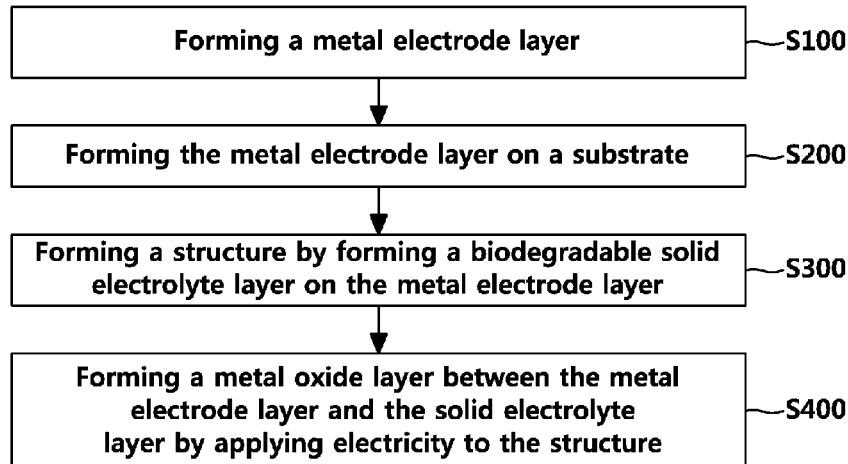 Forming a metal electrode layer
S100
Forming the metal electrode layer on a substrate
S200
Forming a structure by forming a biodegradable solid
electrolyte layer on the metal electrode layer
S300
Forming a metal oxide layer between the metal
electrode layer and the solid electrolyte
layer by applying electricity to the structure
S400